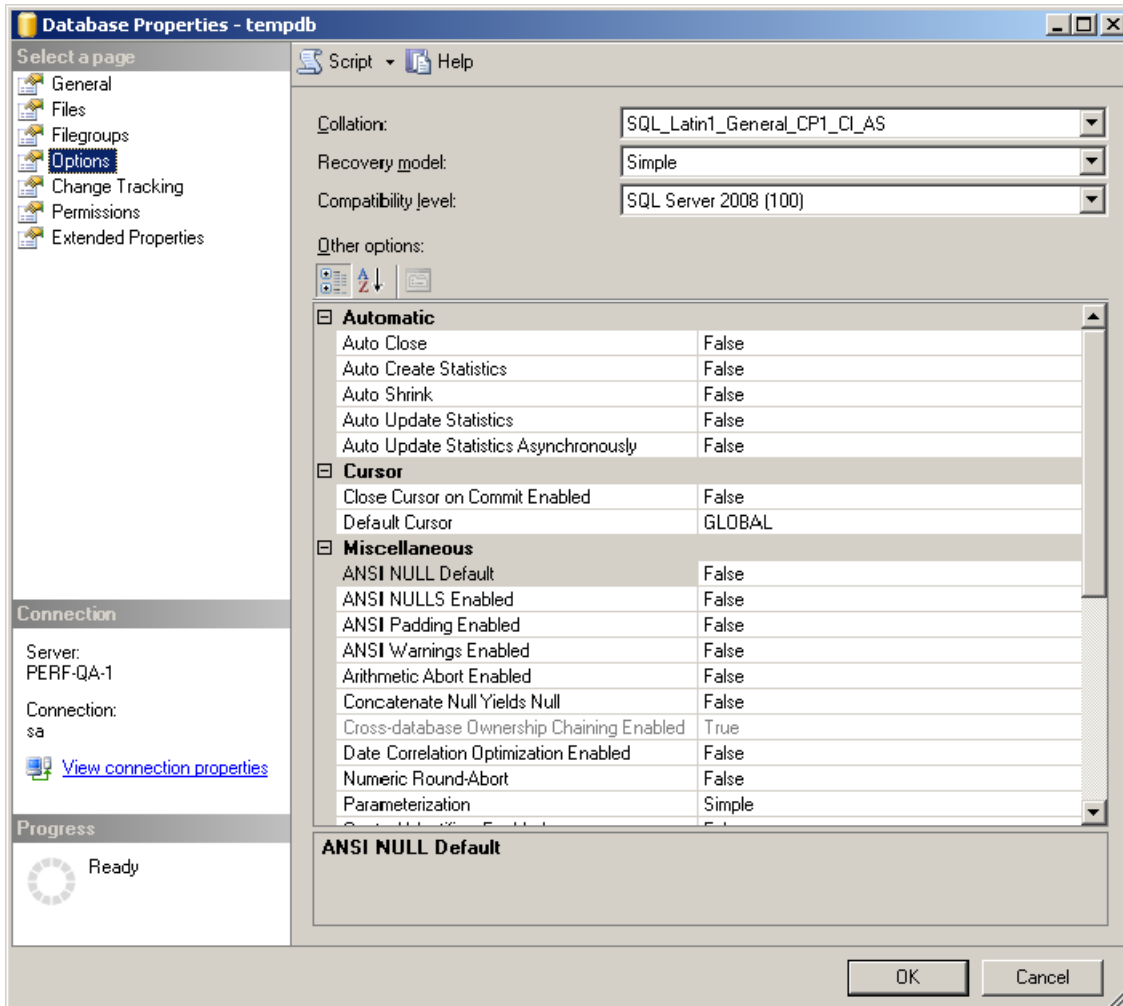 Database Properties - tempdb
Select a page
General
Files
Filegroups
Options
Change Tracking
Permissions
Extended Properties
Script Help
Collation: SQL_Latin1_General_CP1_CI_AS
Recovery model: Simple
Compatibility level: SQL Server 2008 (100)
Other options:
Automatic
Auto Close False
Auto Create Statistics False
Auto Shrink False
Auto Update Statistics False
Auto Update Statistics Asynchronously False
Cursor
Close Cursor on Commit Enabled False
Default Cursor GLOBAL
Miscellaneous
ANSI NULL Default False
ANSI NULLS Enabled False
ANSI Padding Enabled False
ANSI Warnings Enabled False
Arithmetic Abort Enabled False
Concatenate Null Yields Null False
Cross-database Ownership Chaining Enabled True
Date Correlation Optimization Enabled False
Numeric Round-Abort False
Parameterization Simple
ANSI NULL Default
Connection
Server:
PERF-QA-1
Connection:
sa
View connection properties
Progress
Ready
OK Cancel